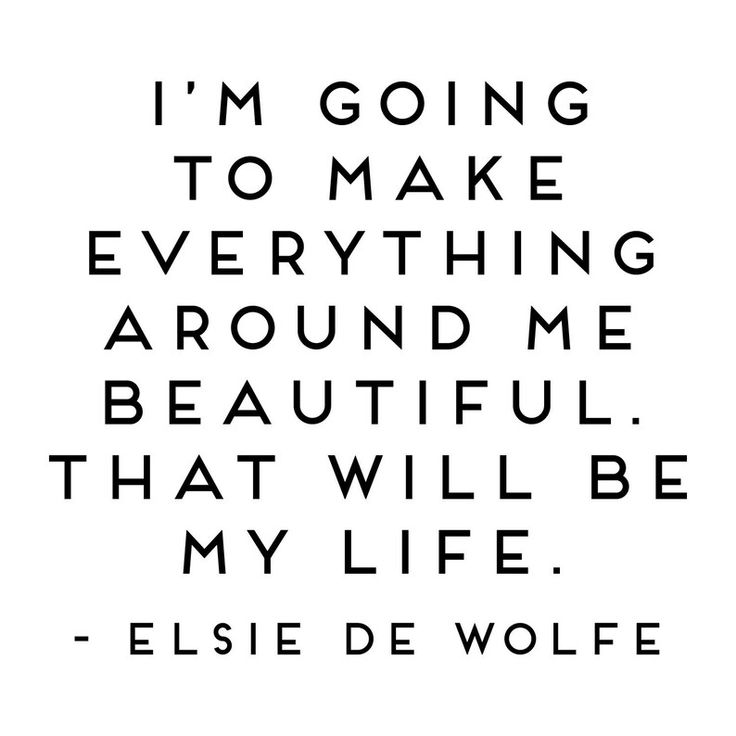 I'M GOING
TO MAKE
EVERYTHING
AROUND ME
BEAUTIFUL.
THAT WILL BE
MY LIFE.
- ELSIE DE WOLFE